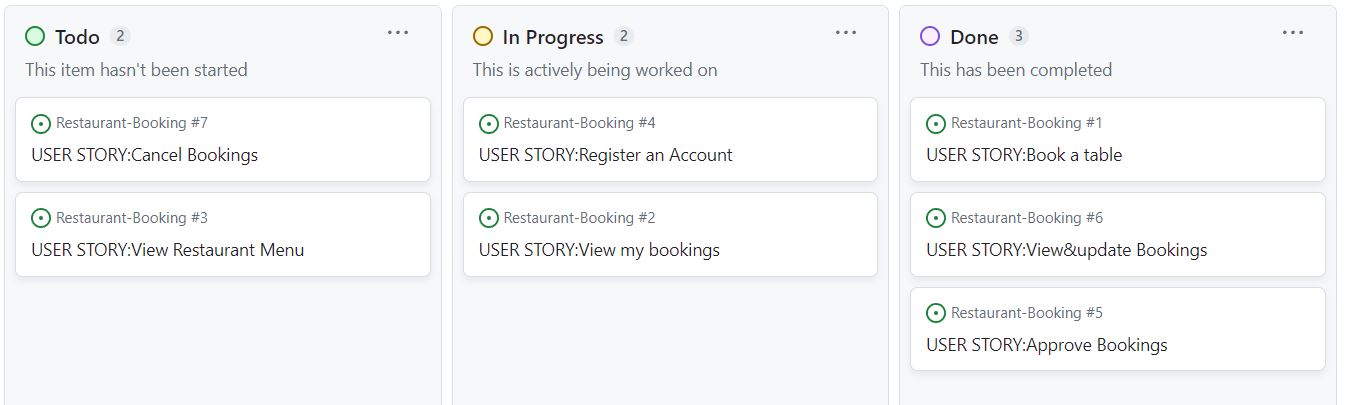 Todo 2
This item hasn't been started
Restaurant-Booking #7
USER STORY:Cancel Bookings
Restaurant-Booking #3
USER STORY:View Restaurant Menu
In Progress 2
This is actively being worked on
Restaurant-Booking #4
USER STORY:Register an Account
Restaurant-Booking #2
USER STORY:View my bookings
Done 3
This has been completed
Restaurant-Booking #1
USER STORY:Book a table
Restaurant-Booking #6
USER STORY:View&update Bookings
Restaurant-Booking #5
USER STORY:Approve Bookings